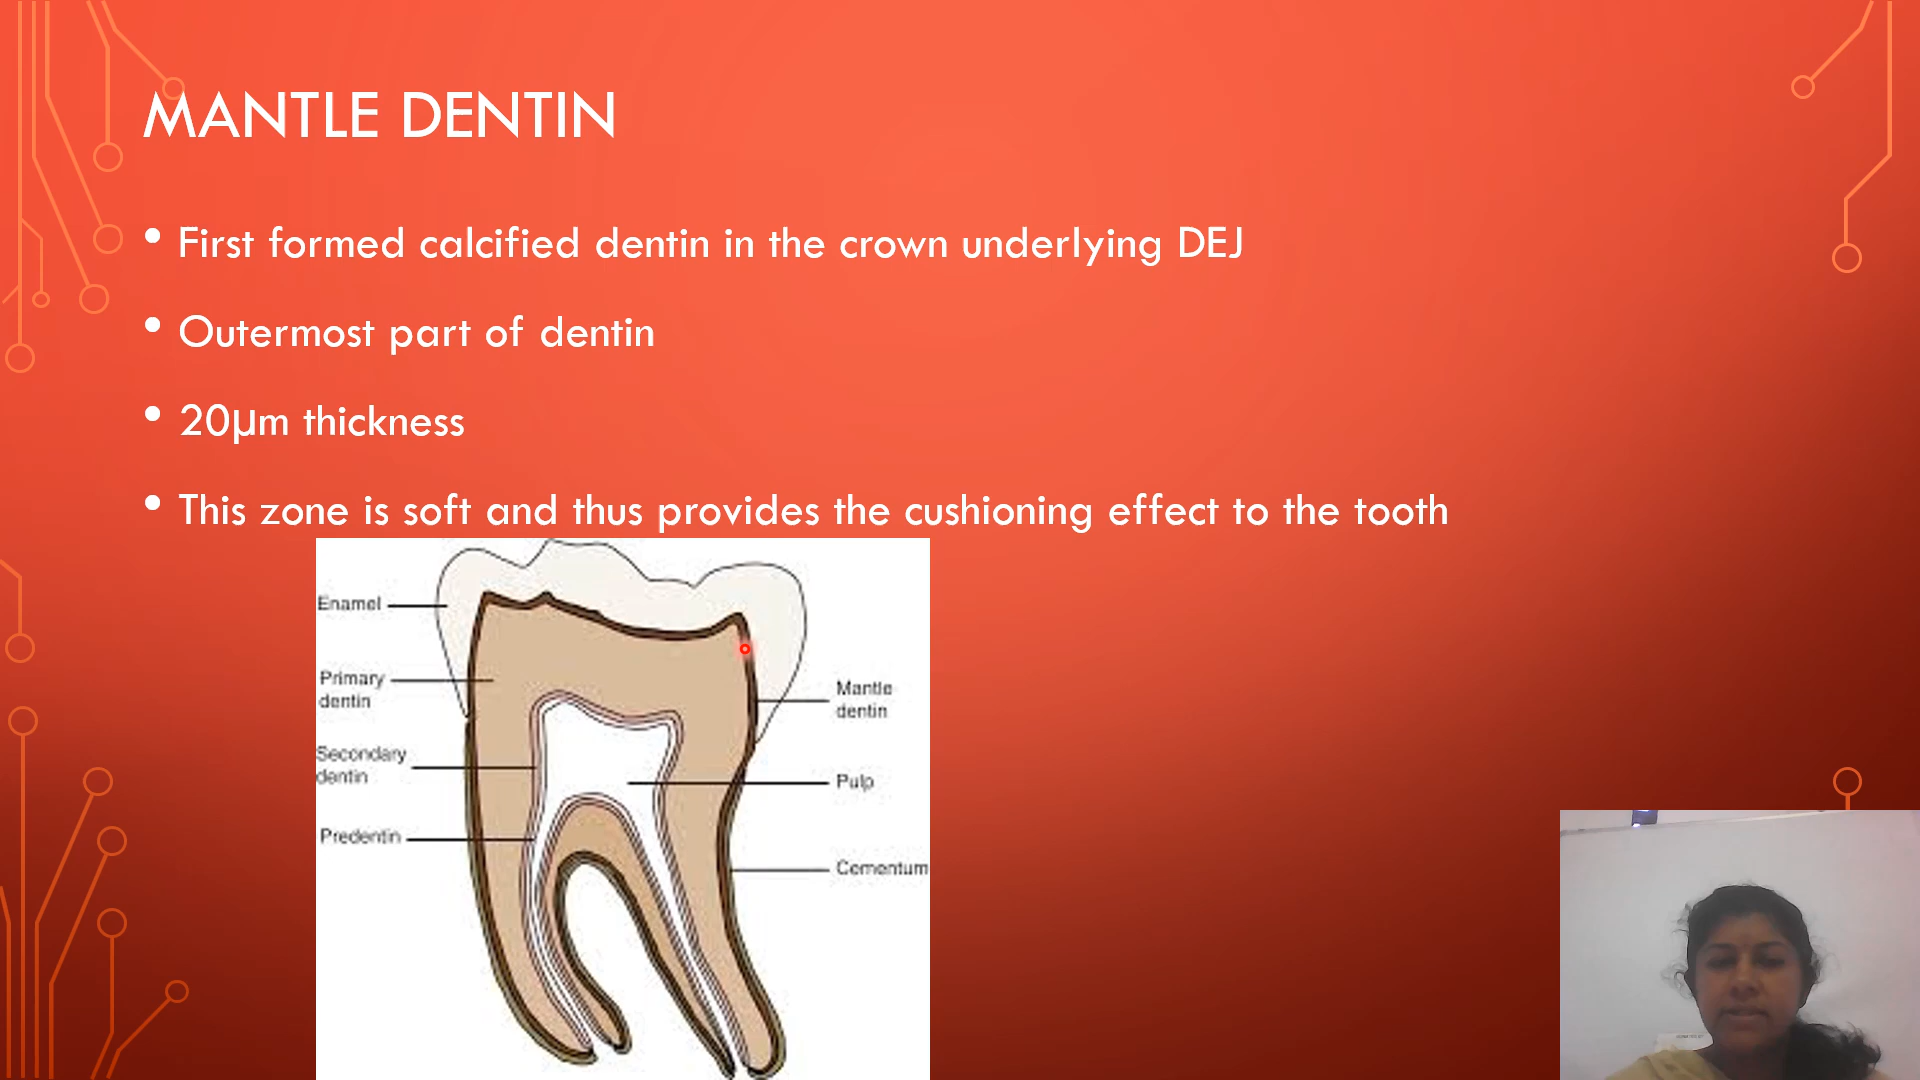 MANTLE DENTIN
• First formed calcified dentin in the crown underlying DEJ
• Outermost part of dentin
• 20µm thickness
• This zone is soft and thus provides the cushioning effect to the tooth
Enamel
Primary
dentin
Secondary
dentin
Predentin
Mantle
dentin
Pulp
Cementum